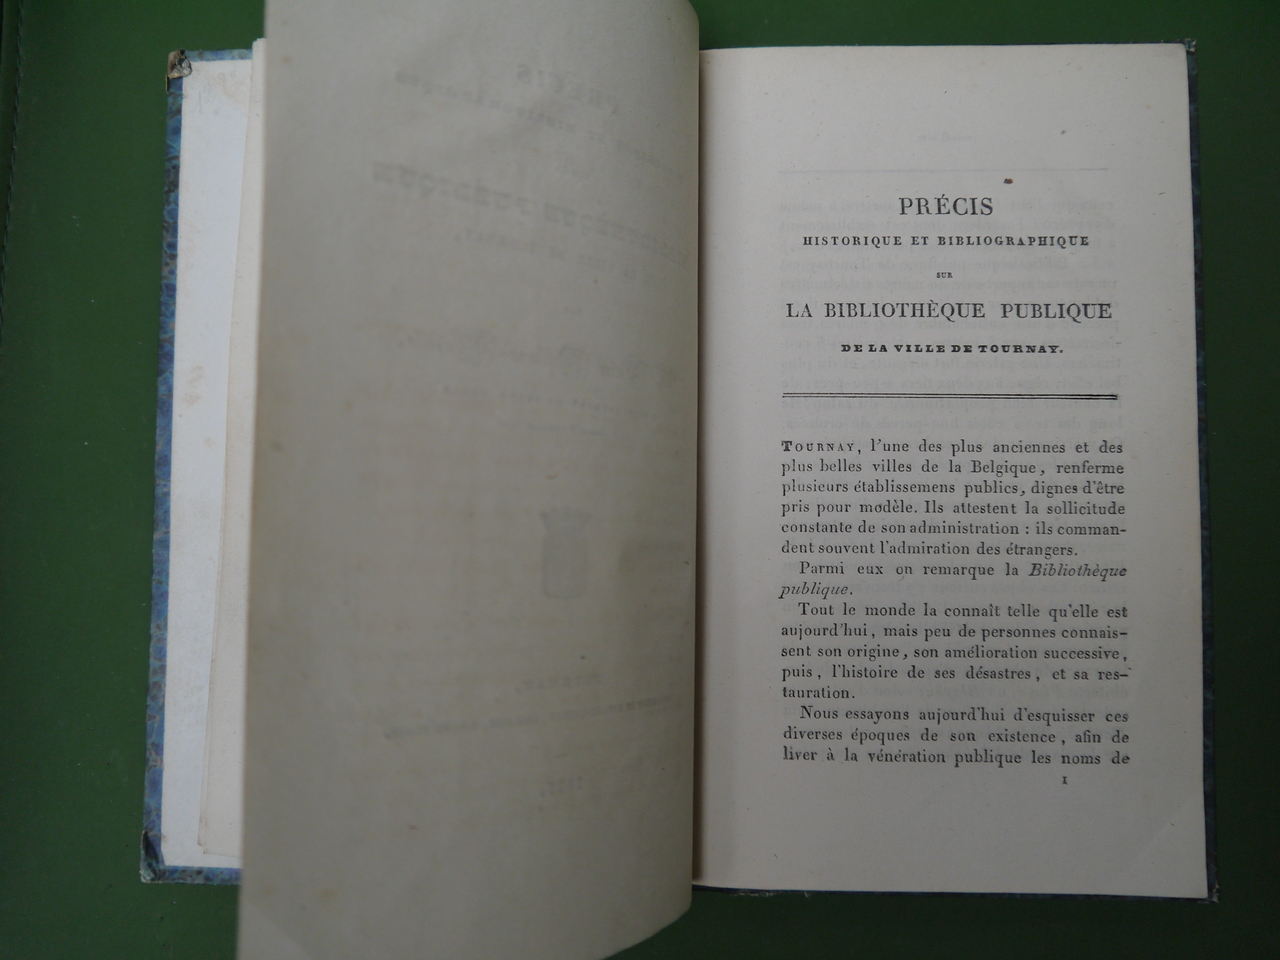 PRÉCIS
HISTORIQUE ET BIBLIOGRAPHIQUE
SUR
LA BIBLIOTHÈQUE PUBLIQUE
DE LA VILLE DE TOURNAY.
TOURNAY, l'une des plus anciennes et des
plus belles villes de la Belgique, renferme
plusieurs établissemens publics, dignes d'être
pris pour modèle. Ils attestent la sollicitude
constante de son administration : ils comman-
dent souvent l'admiration des étrangers.
Parmi eux on remarque la Bibliothèque
publique.
Tout le monde la connaît telle qu'elle est
aujourd'hui, mais peu de personnes connais-
sent son origine, son amélioration successive,
puis, l'histoire de ses désastres, et sa res-
tauration.
Nous essayons aujourd'hui d'esquisser ces
diverses époques de son existence, afin de
liver à la vénération publique les noms de
1